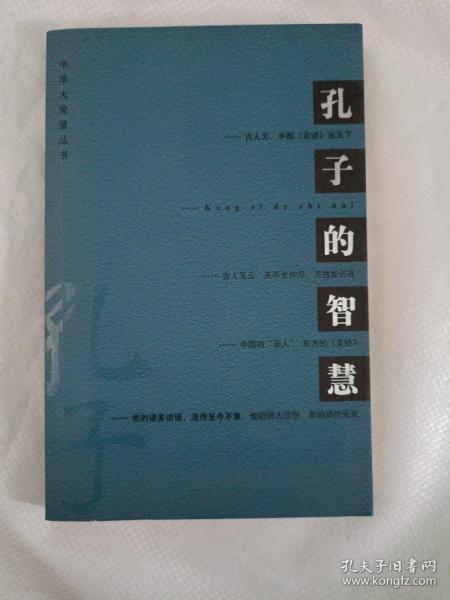 中华大智慧丛书
孔子的智慧
……古人云，半部《论语》治天下
……Kong zi de zhi hui
……古人又云，天不生仲尼，万古如长夜
……中国的“圣人”，东方的《圣经》
……他的诸多话语，流传至今不衰，他的伟大思想，影响举世无双
孔子
孔夫子旧书网
www.kongfz.com